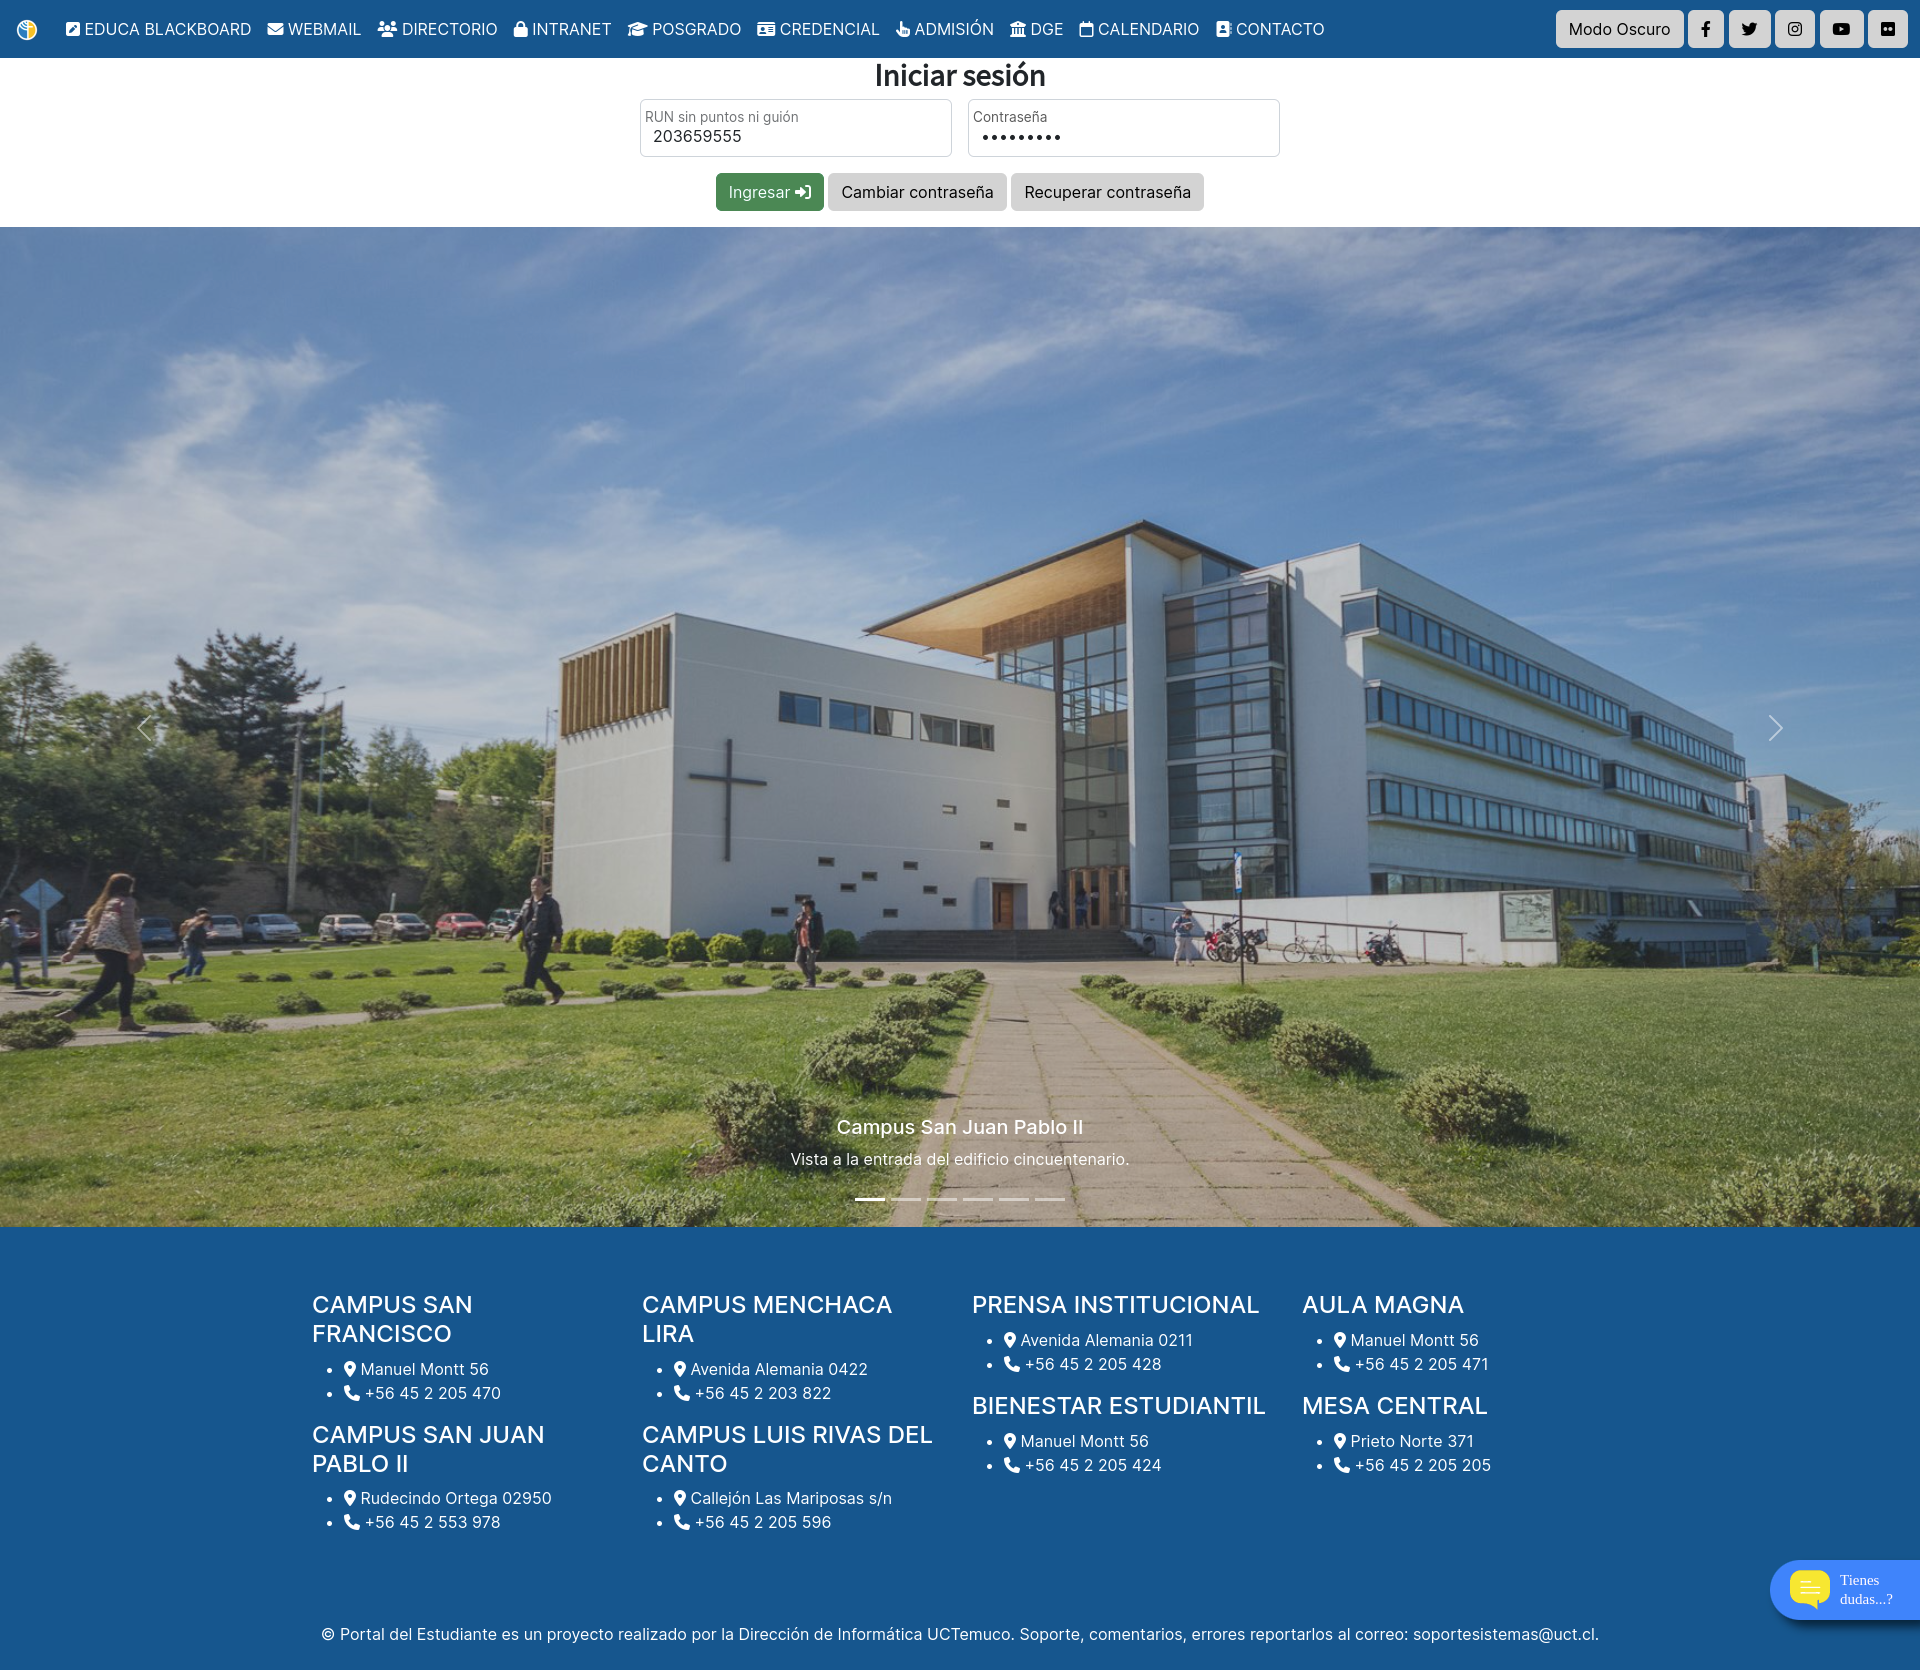 EDUCA BLACKBOARD WEBMAIL DIRECTORIO INTRANET POSGRADO CREDENCIAL ADMISIÓN DGE CALENDARIO CONTACTO Modo Oscuro
Iniciar sesión
RUN sin puntos ni guión
203659555
Contraseña
•••••••••
Ingresar Cambiar contraseña Recuperar contraseña
Campus San Juan Pablo II
Vista a la entrada del edificio cincuentenario.
CAMPUS SAN
FRANCISCO
• Manuel Montt 56
• +56 45 2 205 470
CAMPUS SAN JUAN
PABLO II
• Rudecindo Ortega 02950
• +56 45 2 553 978
CAMPUS MENCHACA
LIRA
• Avenida Alemania 0422
• +56 45 2 203 822
CAMPUS LUIS RIVAS DEL
CANTO
• Callejón Las Mariposas s/n
• +56 45 2 205 596
PRENSA INSTITUCIONAL
• Avenida Alemania 0211
• +56 45 2 205 428
BIENESTAR ESTUDIANTIL
• Manuel Montt 56
• +56 45 2 205 424
AULA MAGNA
• Manuel Montt 56
• +56 45 2 205 471
MESA CENTRAL
• Prieto Norte 371
• +56 45 2 205 205
Tienes
dudas...?
© Portal del Estudiante es un proyecto realizado por la Dirección de Informática UCTemuco. Soporte, comentarios, errores reportarlos al correo: soportesistemas@uct.cl.